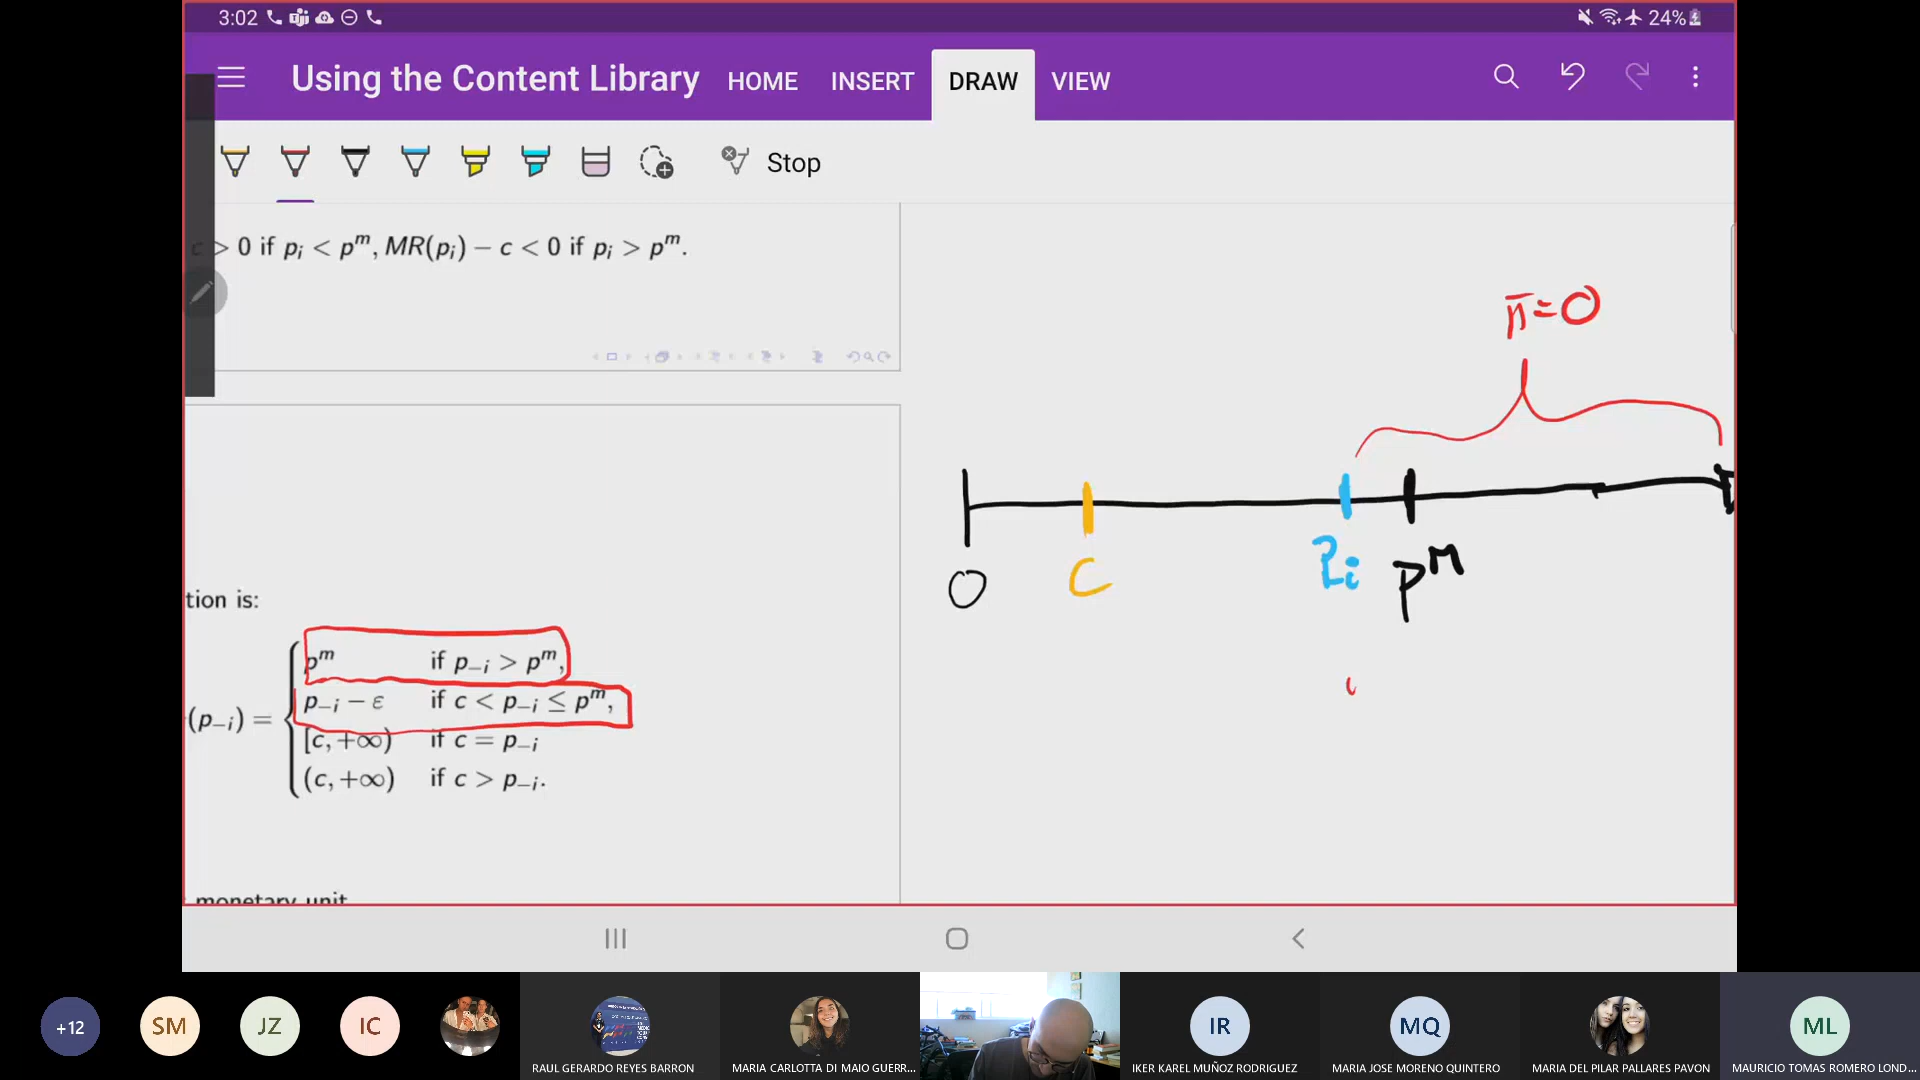 3:02 24%
Using the Content Library HOME INSERT DRAW VIEW
Stop
c > 0 if pᵢ < pᵐ, MR(pᵢ) − c < 0 if pᵢ > pᵐ.
π=0
0 C Pᵢ Pᴹ
tion is:
pᵐ if p₋ᵢ > pᵐ,
p₋ᵢ − ε if c < p₋ᵢ ≤ pᵐ,
(p₋ᵢ) =
[c, +∞) if c = p₋ᵢ
(c, +∞) if c > p₋ᵢ.
monetary unit
+12 SM JZ IC IR MQ ML
RAUL GERARDO REYES BARRON
MARIA CARLOTTA DI MAIO GUERR...
IKER KAREL MUÑOZ RODRIGUEZ
MARIA JOSE MORENO QUINTERO
MARIA DEL PILAR PALLARES PAVON
MAURICIO TOMAS ROMERO LOND...